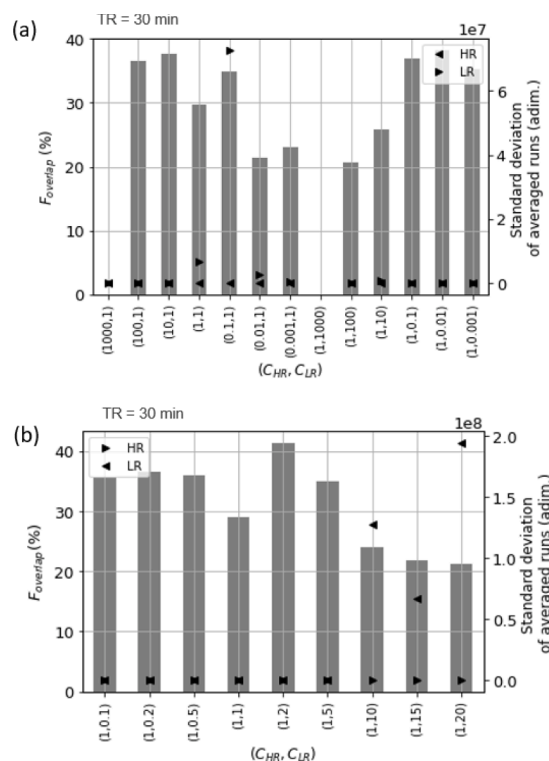 TR = 30 min
(a)
1e7
40
30
20
10
0
F_overlap (%)
HR
LR
6
4
2
0
Standard deviation
of averaged runs (adim.)
(1000,1)
(100,1)
(10,1)
(1,1)
(0.1,1)
(0.01,1)
(0.001,1)
(1,1000)
(1,100)
(1,10)
(1,0.1)
(1,0.01)
(1,0.001)
(C_HR, C_LR)
TR = 30 min
(b)
1e8
40
30
20
10
0
F_overlap (%)
HR
LR
2.0
1.5
1.0
0.5
0.0
Standard deviation
of averaged runs (adim.)
(1,0.1)
(1,0.2)
(1,0.5)
(1,1)
(1,2)
(1,5)
(1,10)
(1,15)
(1,20)
(C_HR, C_LR)